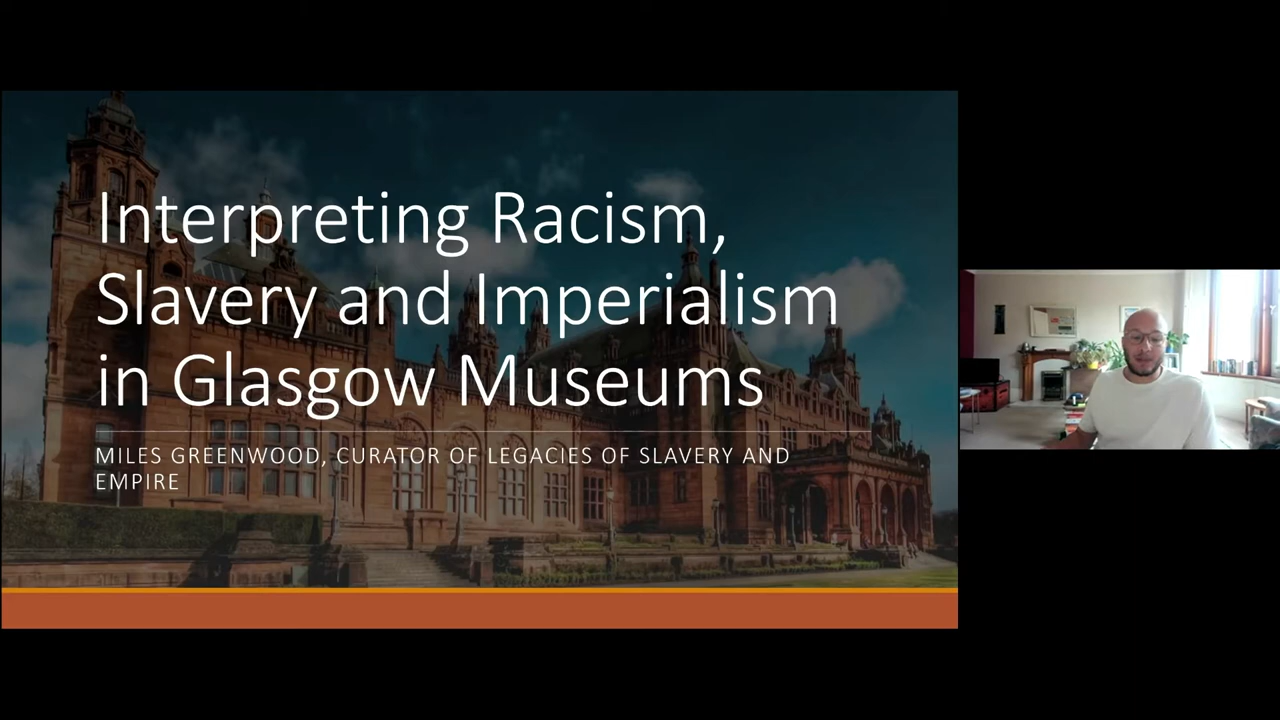 Interpreting Racism,
Slavery and Imperialism
in Glasgow Museums
MILES GREENWOOD, CURATOR OF LEGACIES OF SLAVERY AND
EMPIRE